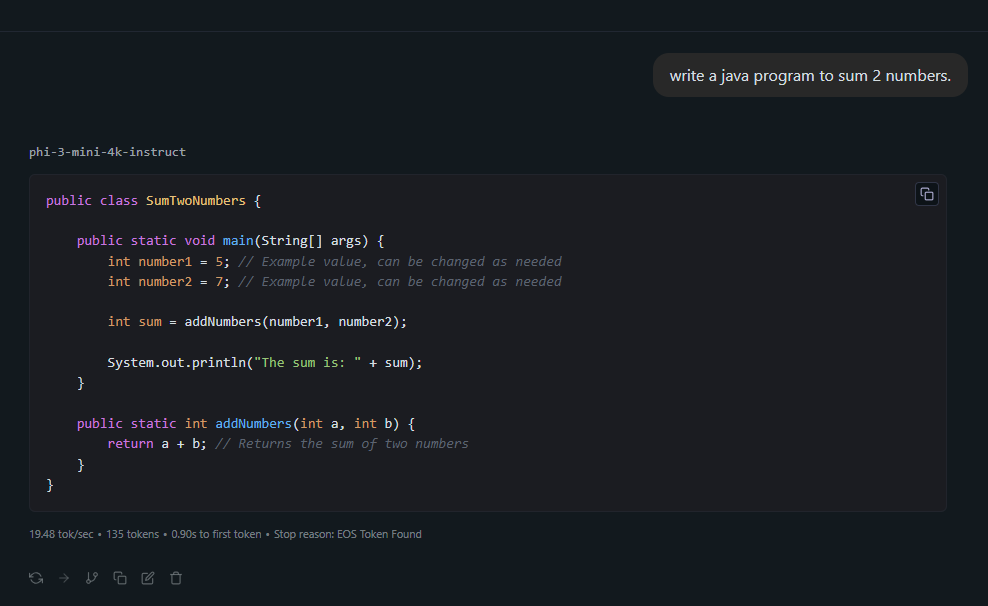 write a java program to sum 2 numbers.
phi-3-mini-4k-instruct
public class SumTwoNumbers {
    public static void main(String[] args) {
        int number1 = 5; // Example value, can be changed as needed
        int number2 = 7; // Example value, can be changed as needed
        int sum = addNumbers(number1, number2);
        System.out.println("The sum is: " + sum);
    }
    public static int addNumbers(int a, int b) {
        return a + b; // Returns the sum of two numbers
    }
}
19.48 tok/sec • 135 tokens • 0.90s to first token • Stop reason: EOS Token Found